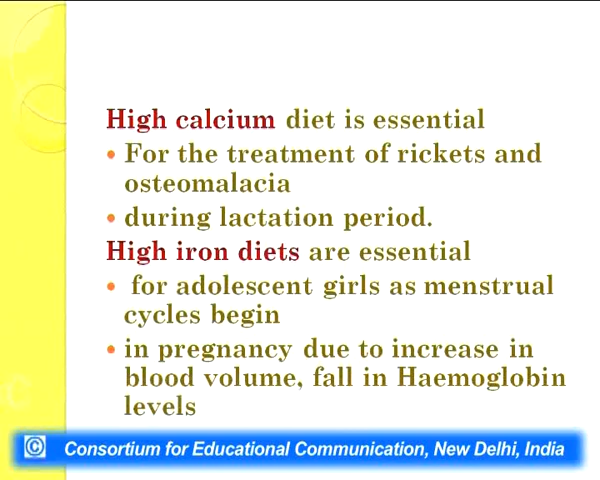 High calcium diet is essential
• For the treatment of rickets and
osteomalacia
• during lactation period.
High iron diets are essential
• for adolescent girls as menstrual
cycles begin
• in pregnancy due to increase in
blood volume, fall in Haemoglobin
levels
© Consortium for Educational Communication, New Delhi, India